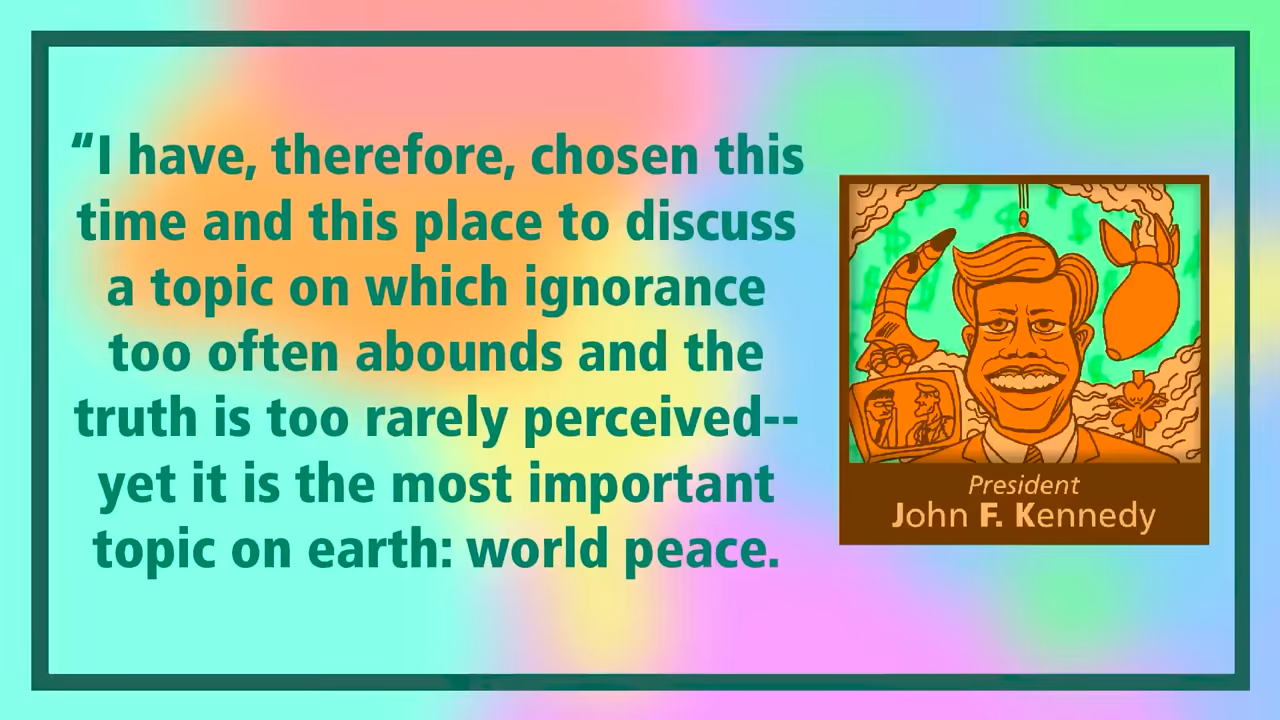 “I have, therefore, chosen this
time and this place to discuss
a topic on which ignorance
too often abounds and the
truth is too rarely perceived--
yet it is the most important
topic on earth: world peace.
President
John F. Kennedy